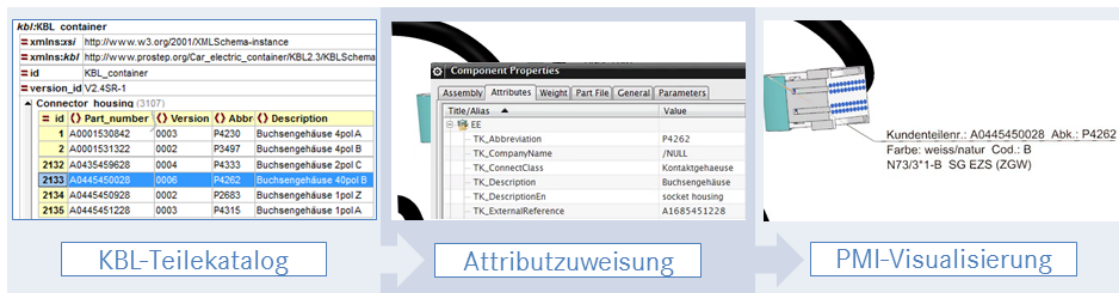 kbl:KBL_container
xmlns:xsi http://www.w3.org/2001/XMLSchema-instance
xmlns:kbl http://www.prostep.org/Car_electric_container/KBL2.3/KBLSchema
id KBL_container
version_id V2.4SR-1
Connector_housing (3107)
id Part_number Version Abbr Description
1 A0001530842 0003 P4230 Buchsengehäuse 4pol A
2 A0001531322 0002 P3497 Buchsengehäuse 4pol B
2132 A0435459628 0004 P4333 Buchsengehäuse 2pol C
2133 A0445450028 0006 P4262 Buchsengehäuse 40pol B
2134 A0445450928 0002 P2683 Buchsengehäuse 1pol Z
2135 A0445451228 0003 P4315 Buchsengehäuse 1pol A
KBL-Teilekatalog
Component Properties
Assembly Attributes Weight Part File General Parameters
Title/Alias Value
EE
TK_Abbreviation P4262
TK_CompanyName /NULL
TK_ConnectClass Kontaktgehaeuse
TK_Description Buchsengehäuse
TK_DescriptionEn socket housing
TK_ExternalReference A1685451228
Attributzuweisung
Kundenteilenr.: A0445450028 Abk.: P4262
Farbe: weiss/natur Cod.: B
N73/3*1-B SG EZS (ZGW)
PMI-Visualisierung